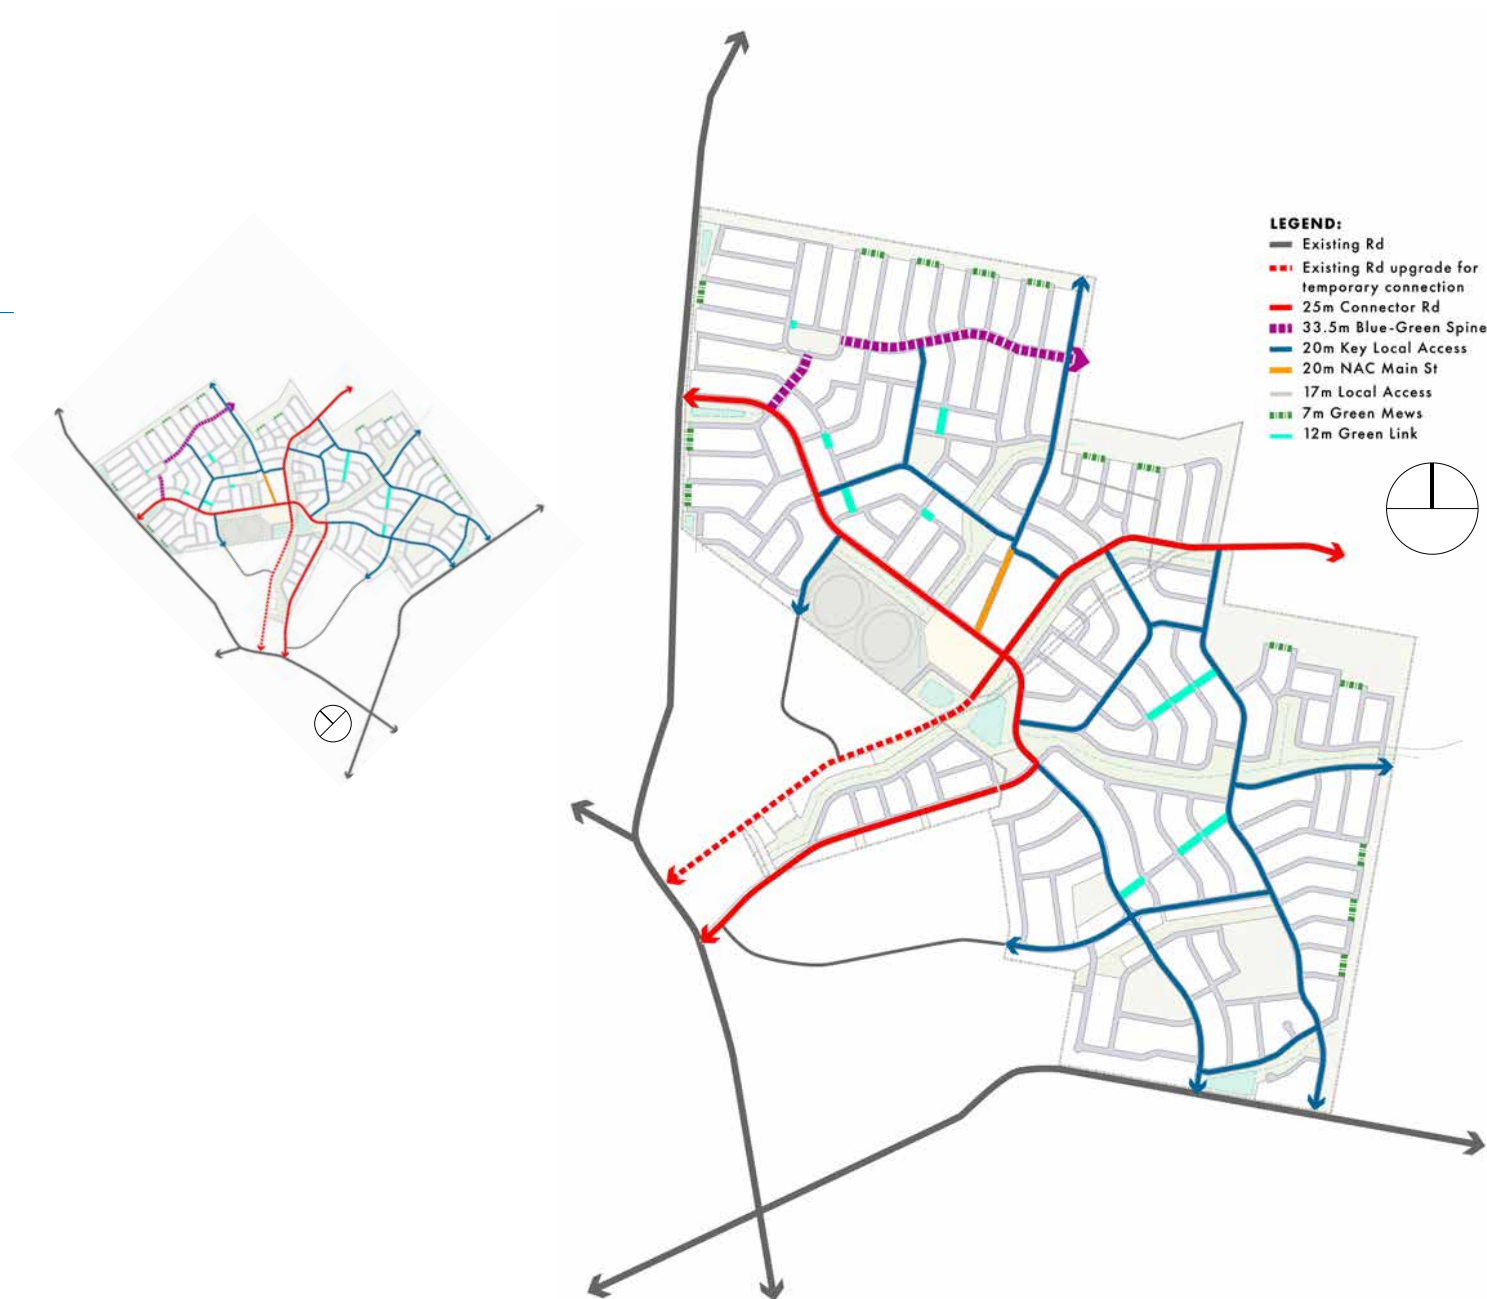 LEGEND:
Existing Rd
Existing Rd upgrade for
temporary connection
25m Connector Rd
33.5m Blue-Green Spine
20m Key Local Access
20m NAC Main St
17m Local Access
7m Green Mews
12m Green Link